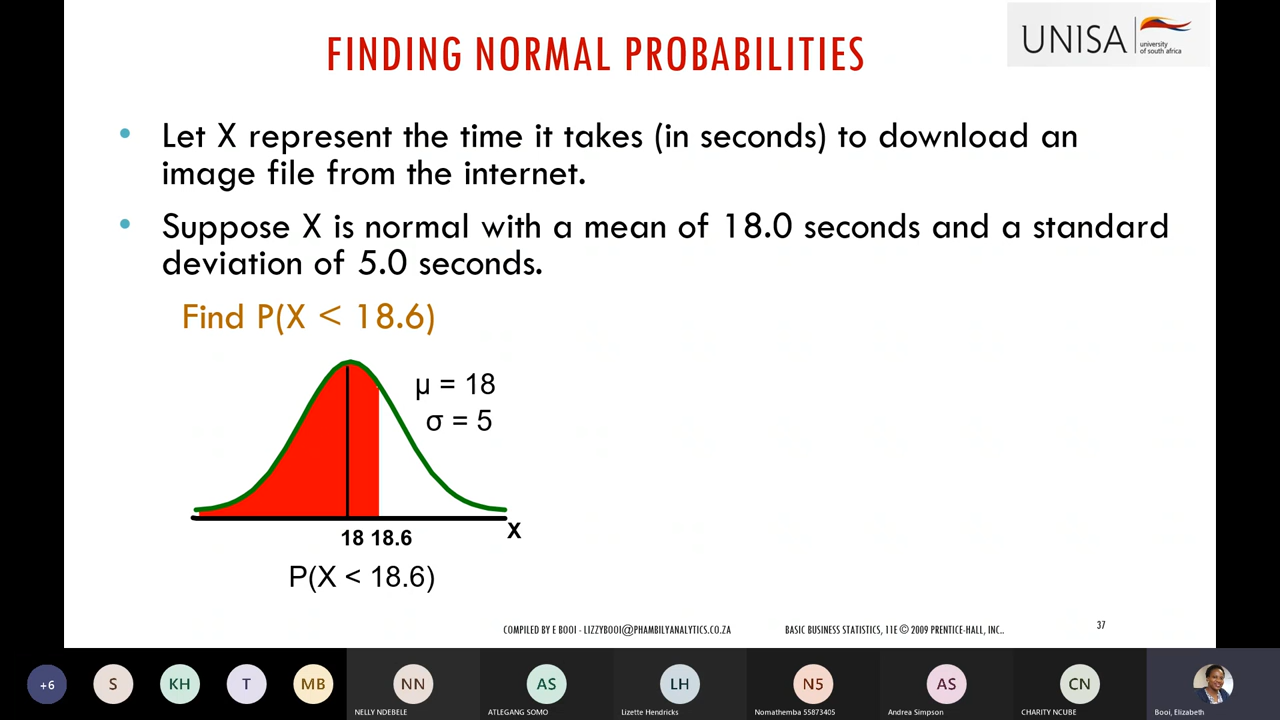 FINDING NORMAL PROBABILITIES
UNISA
university
of south africa
• Let X represent the time it takes (in seconds) to download an
image file from the internet.
• Suppose X is normal with a mean of 18.0 seconds and a standard
deviation of 5.0 seconds.
Find P(X < 18.6)
μ = 18
σ = 5
18 18.6
X
P(X < 18.6)
COMPILED BY E BOOI - LIZZYBOOI@PHAMBILYANALYTICS.CO.ZA
BASIC BUSINESS STATISTICS, 11E © 2009 PRENTICE-HALL, INC..
37
+6
S
KH
T
MB
NN
AS
LH
N5
AS
CN
NELLY NDEBELE
ATLEGANG SOMO
Lizette Hendricks
Nomathemba 55873405
Andrea Simpson
CHARITY NCUBE
Booi, Elizabeth